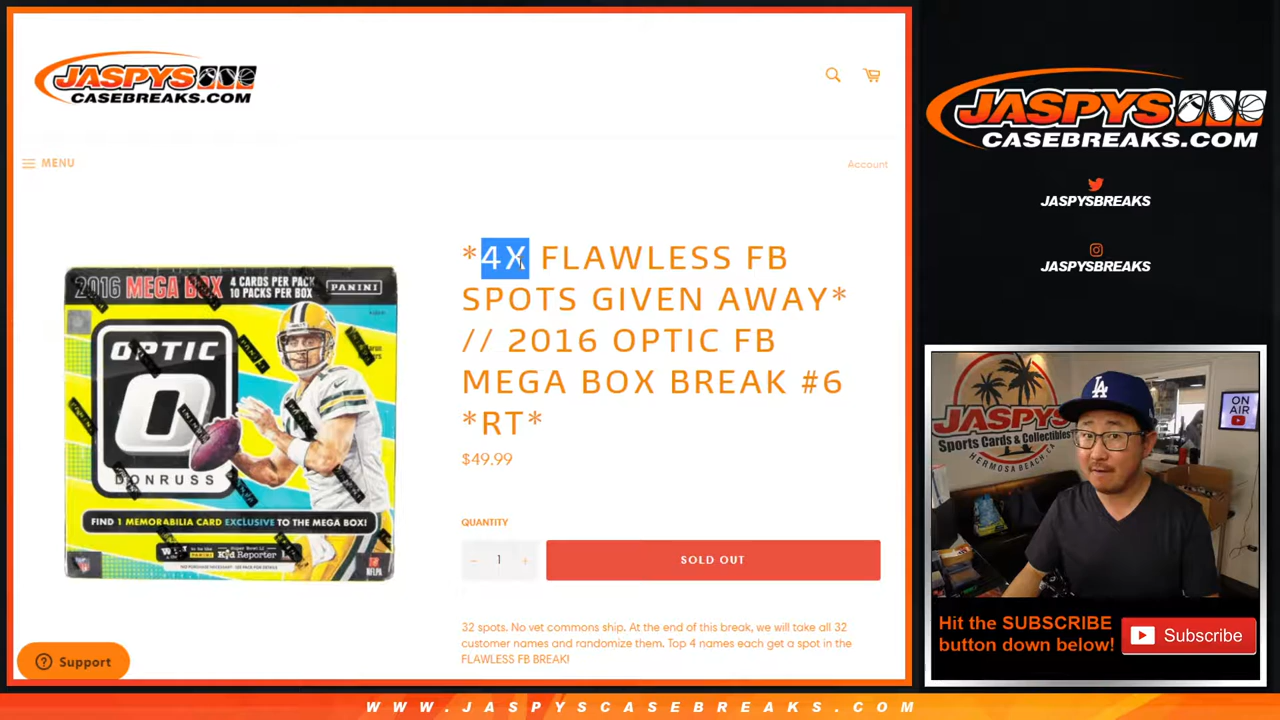 JASPYS
CASEBREAKS.COM
MENU
Account
2016 MEGA BOX
4 CARDS PER PACK
10 PACKS PER BOX
PANINI
OPTIC
O
DONRUSS
FIND 1 MEMORABILIA CARD EXCLUSIVE TO THE MEGA BOX!
Kid Reporter
NFLPA
*4X FLAWLESS FB
SPOTS GIVEN AWAY*
// 2016 OPTIC FB
MEGA BOX BREAK #6
*RT*
$49.99
QUANTITY
− 1 +
SOLD OUT
32 spots. No vet commons ship. At the end of this break, we will take all 32
customer names and randomize them. Top 4 names each get a spot in the
FLAWLESS FB BREAK!
? Support
JASPYS
CASEBREAKS.COM
JASPYSBREAKS
JASPYSBREAKS
JASPYS
Sports Cards & Collectibles
HERMOSA BEACH, CA
LA
ON
AIR
Hit the SUBSCRIBE
button down below!
Subscribe
WWW.JASPYSCASEBREAKS.COM